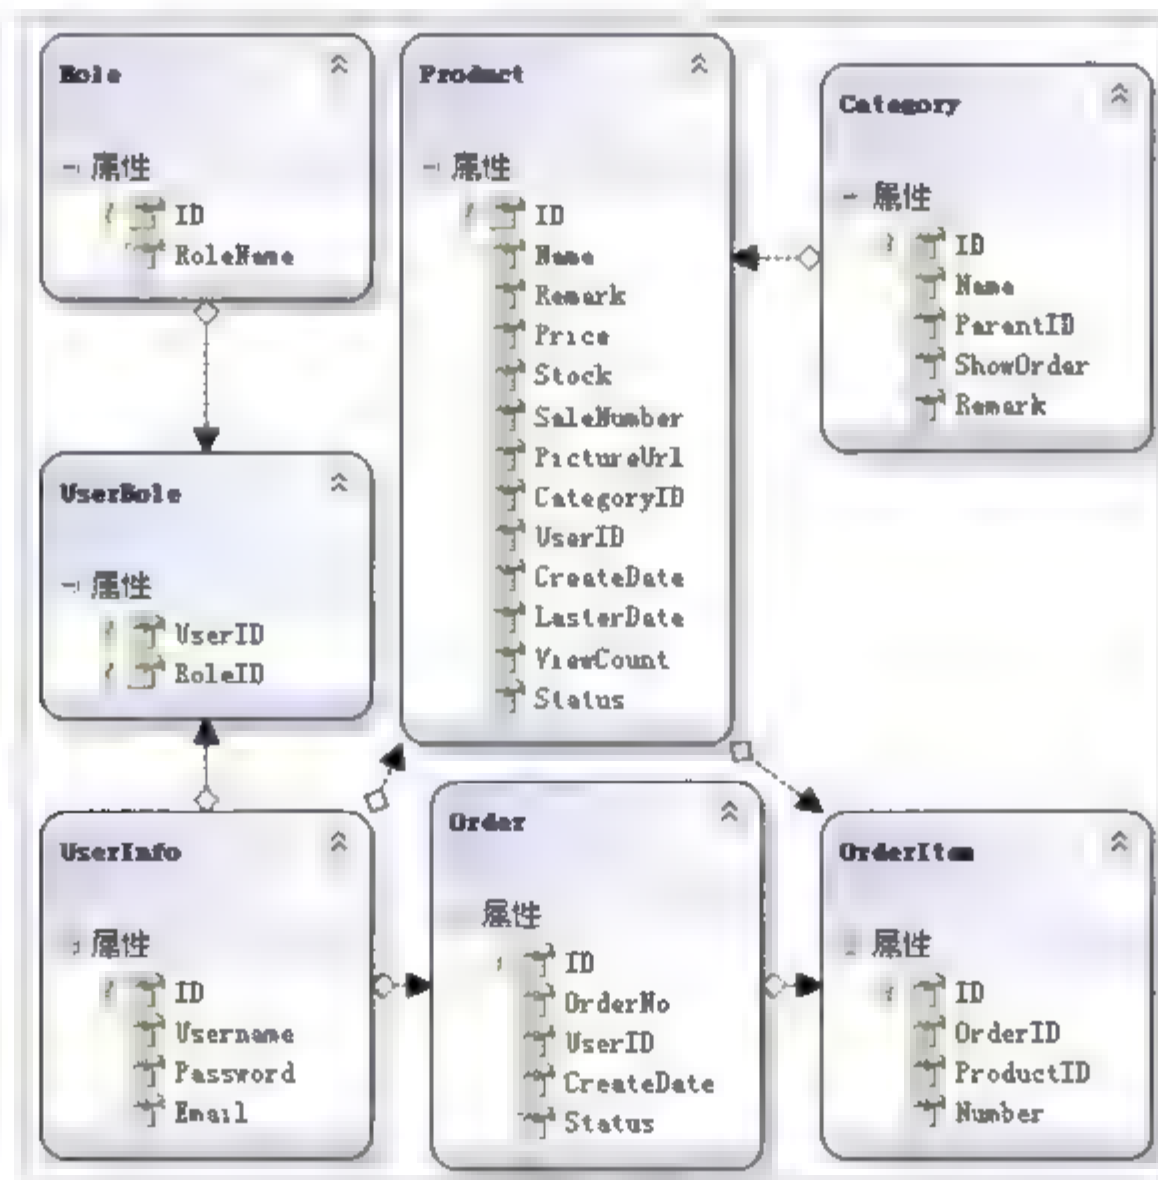 Role
属性
ID
RoleName
Product
属性
ID
Name
Remark
Price
Stock
SaleNumber
PictureUrl
CategoryID
UserID
CreateDate
LasterDate
ViewCount
Status
Category
属性
ID
Name
ParentID
ShowOrder
Remark
UserRole
属性
UserID
RoleID
UserInfo
属性
ID
Username
Password
Email
Order
属性
ID
OrderNo
UserID
CreateDate
Status
OrderItem
属性
ID
OrderID
ProductID
Number